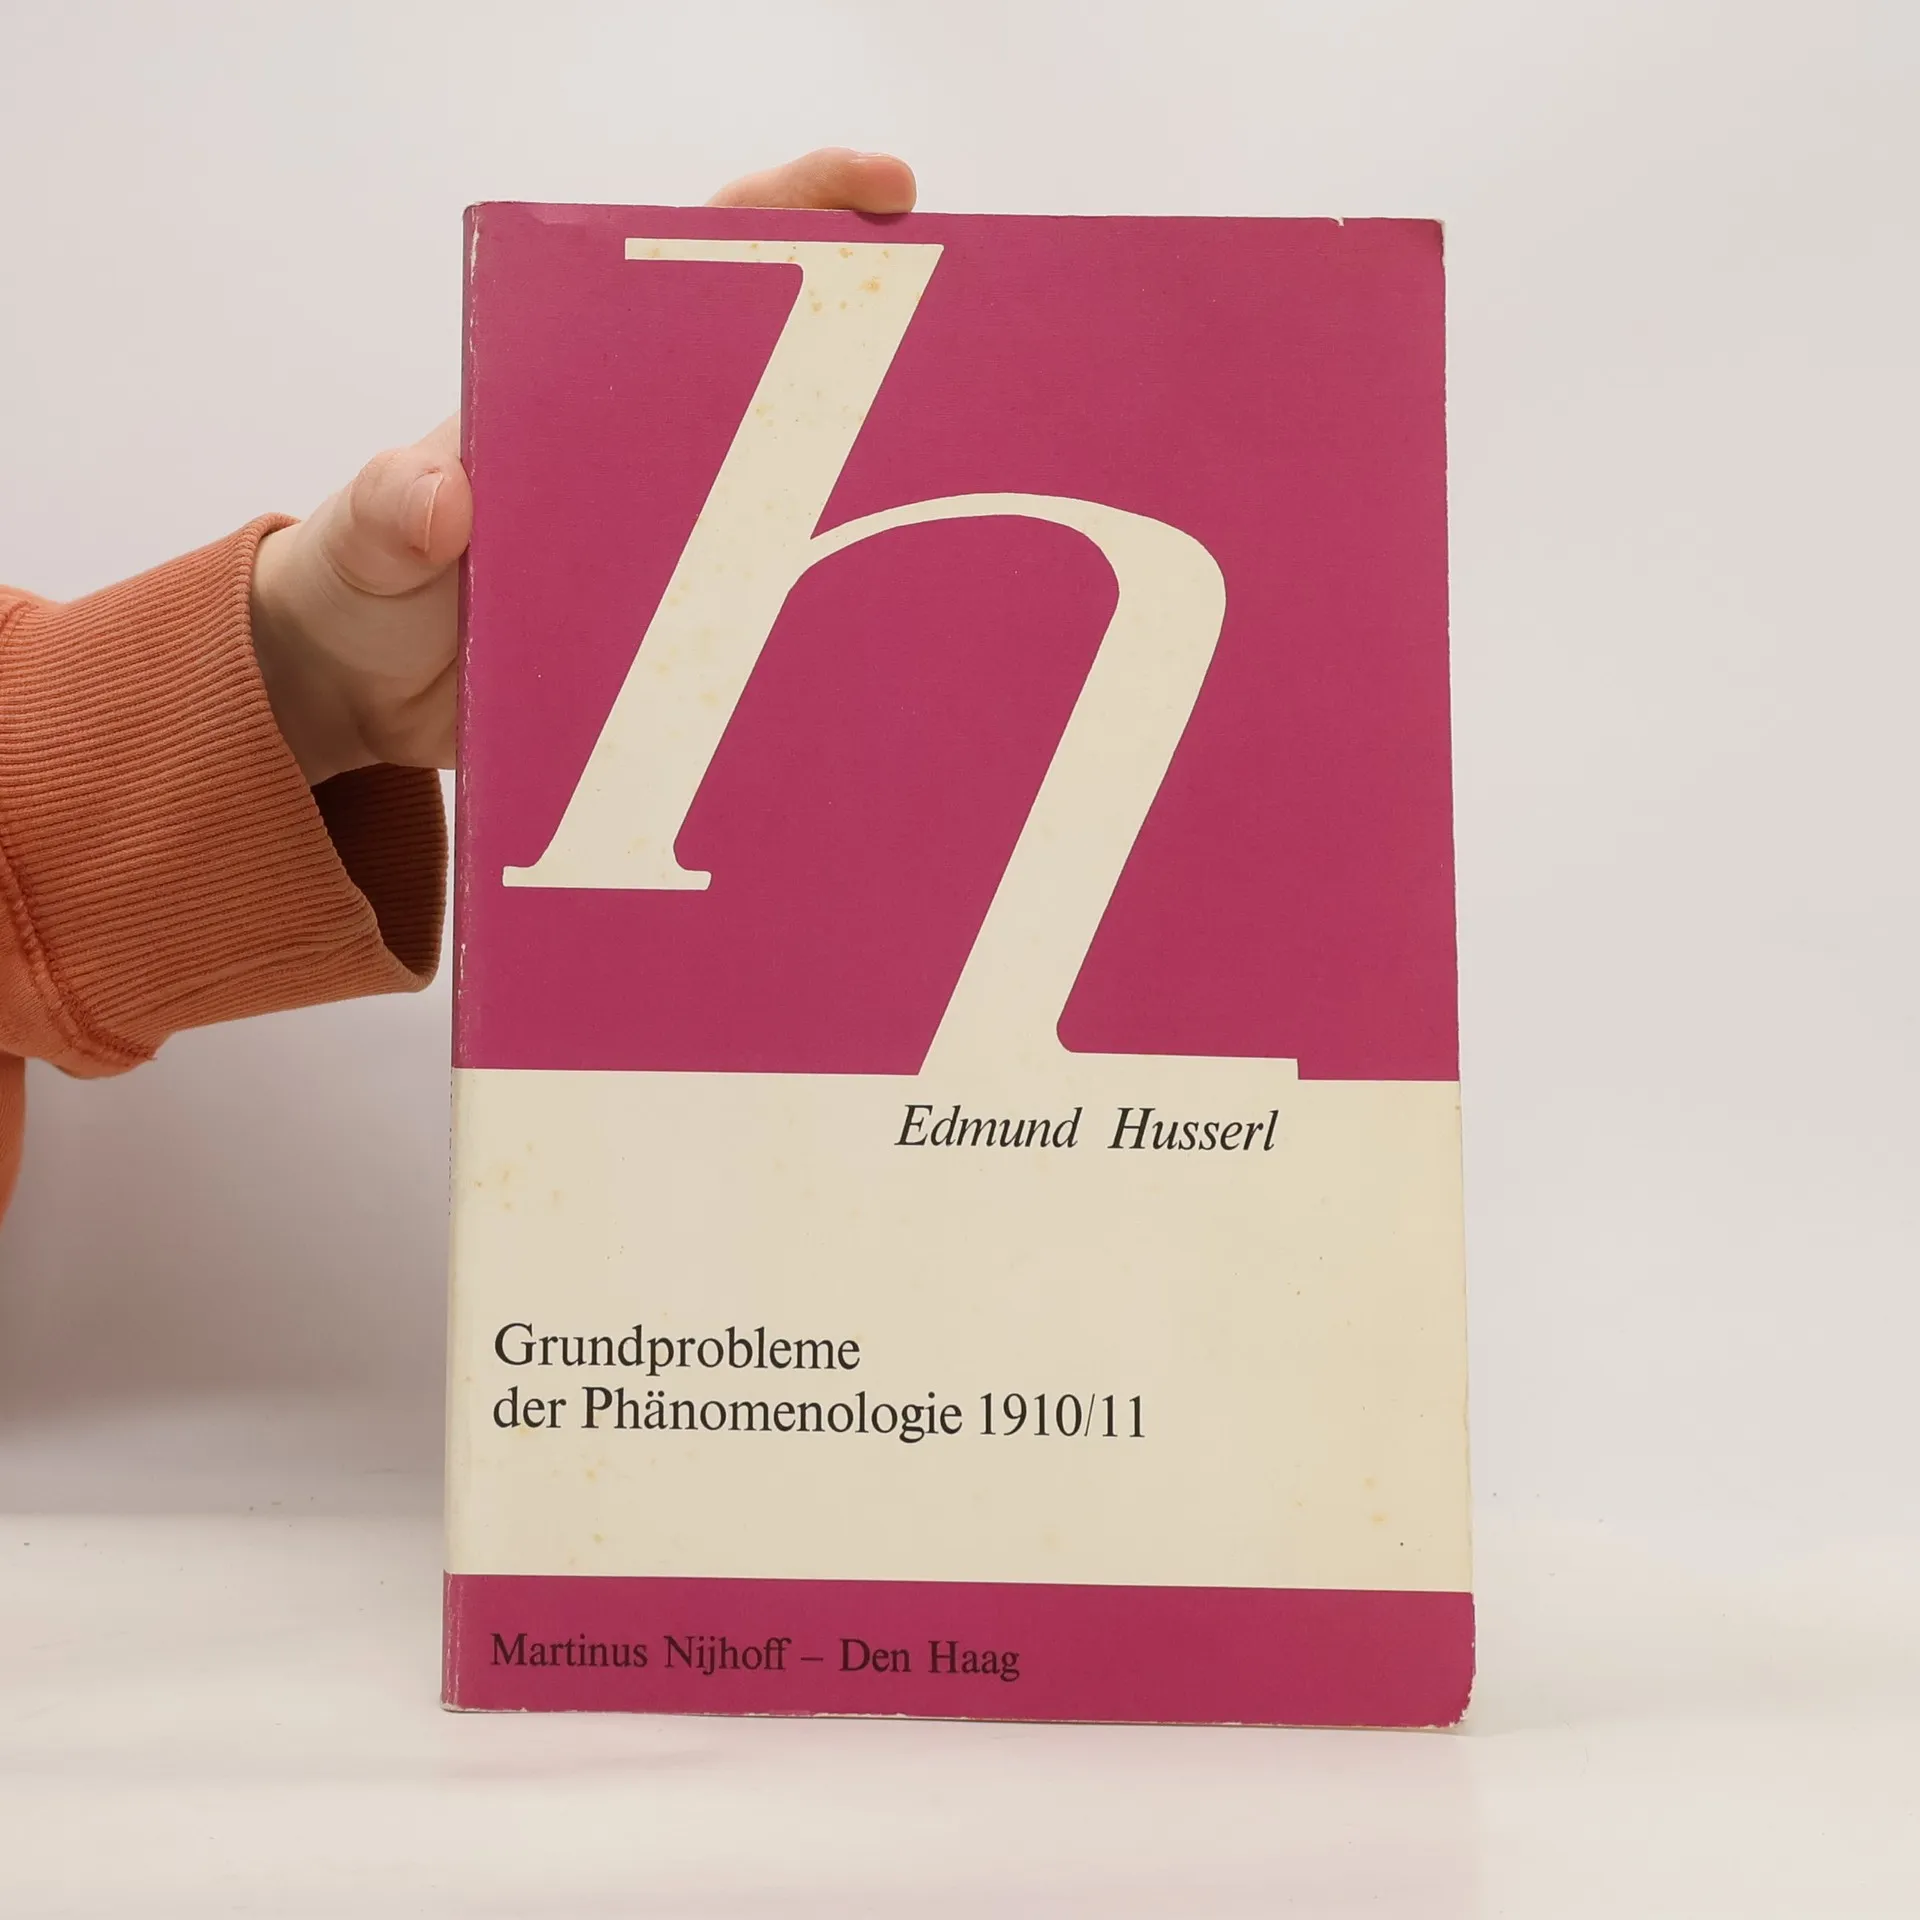 h
Edmund Husserl
Grundprobleme
der Phänomenologie 1910/11
Martinus Nijhoff – Den Haag